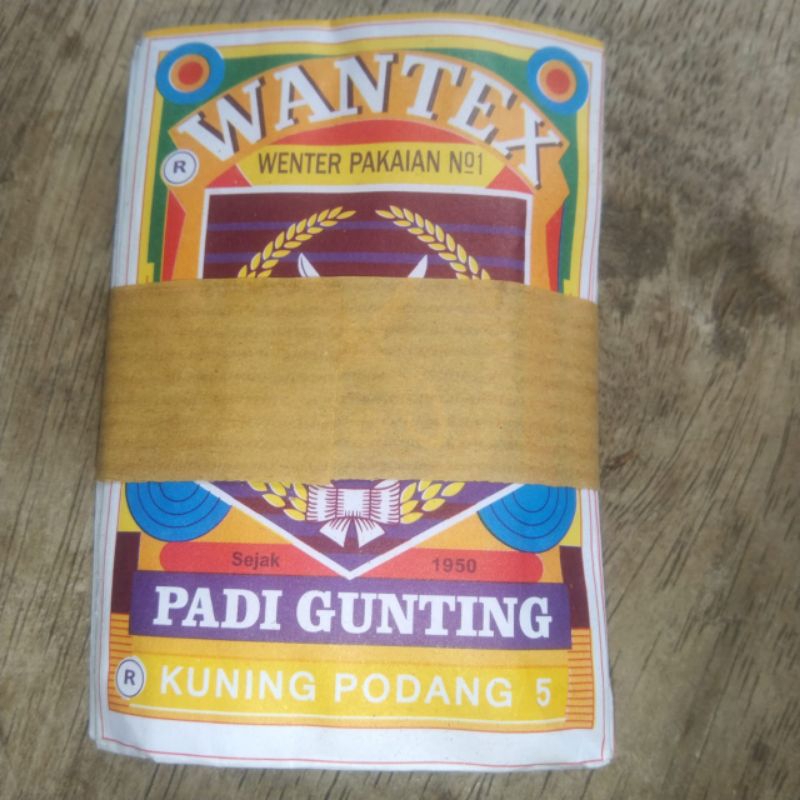 WANTEX
R
WENTER PAKAIAN Nº1
Sejak 1950
PADI GUNTING
R
KUNING PODANG 5